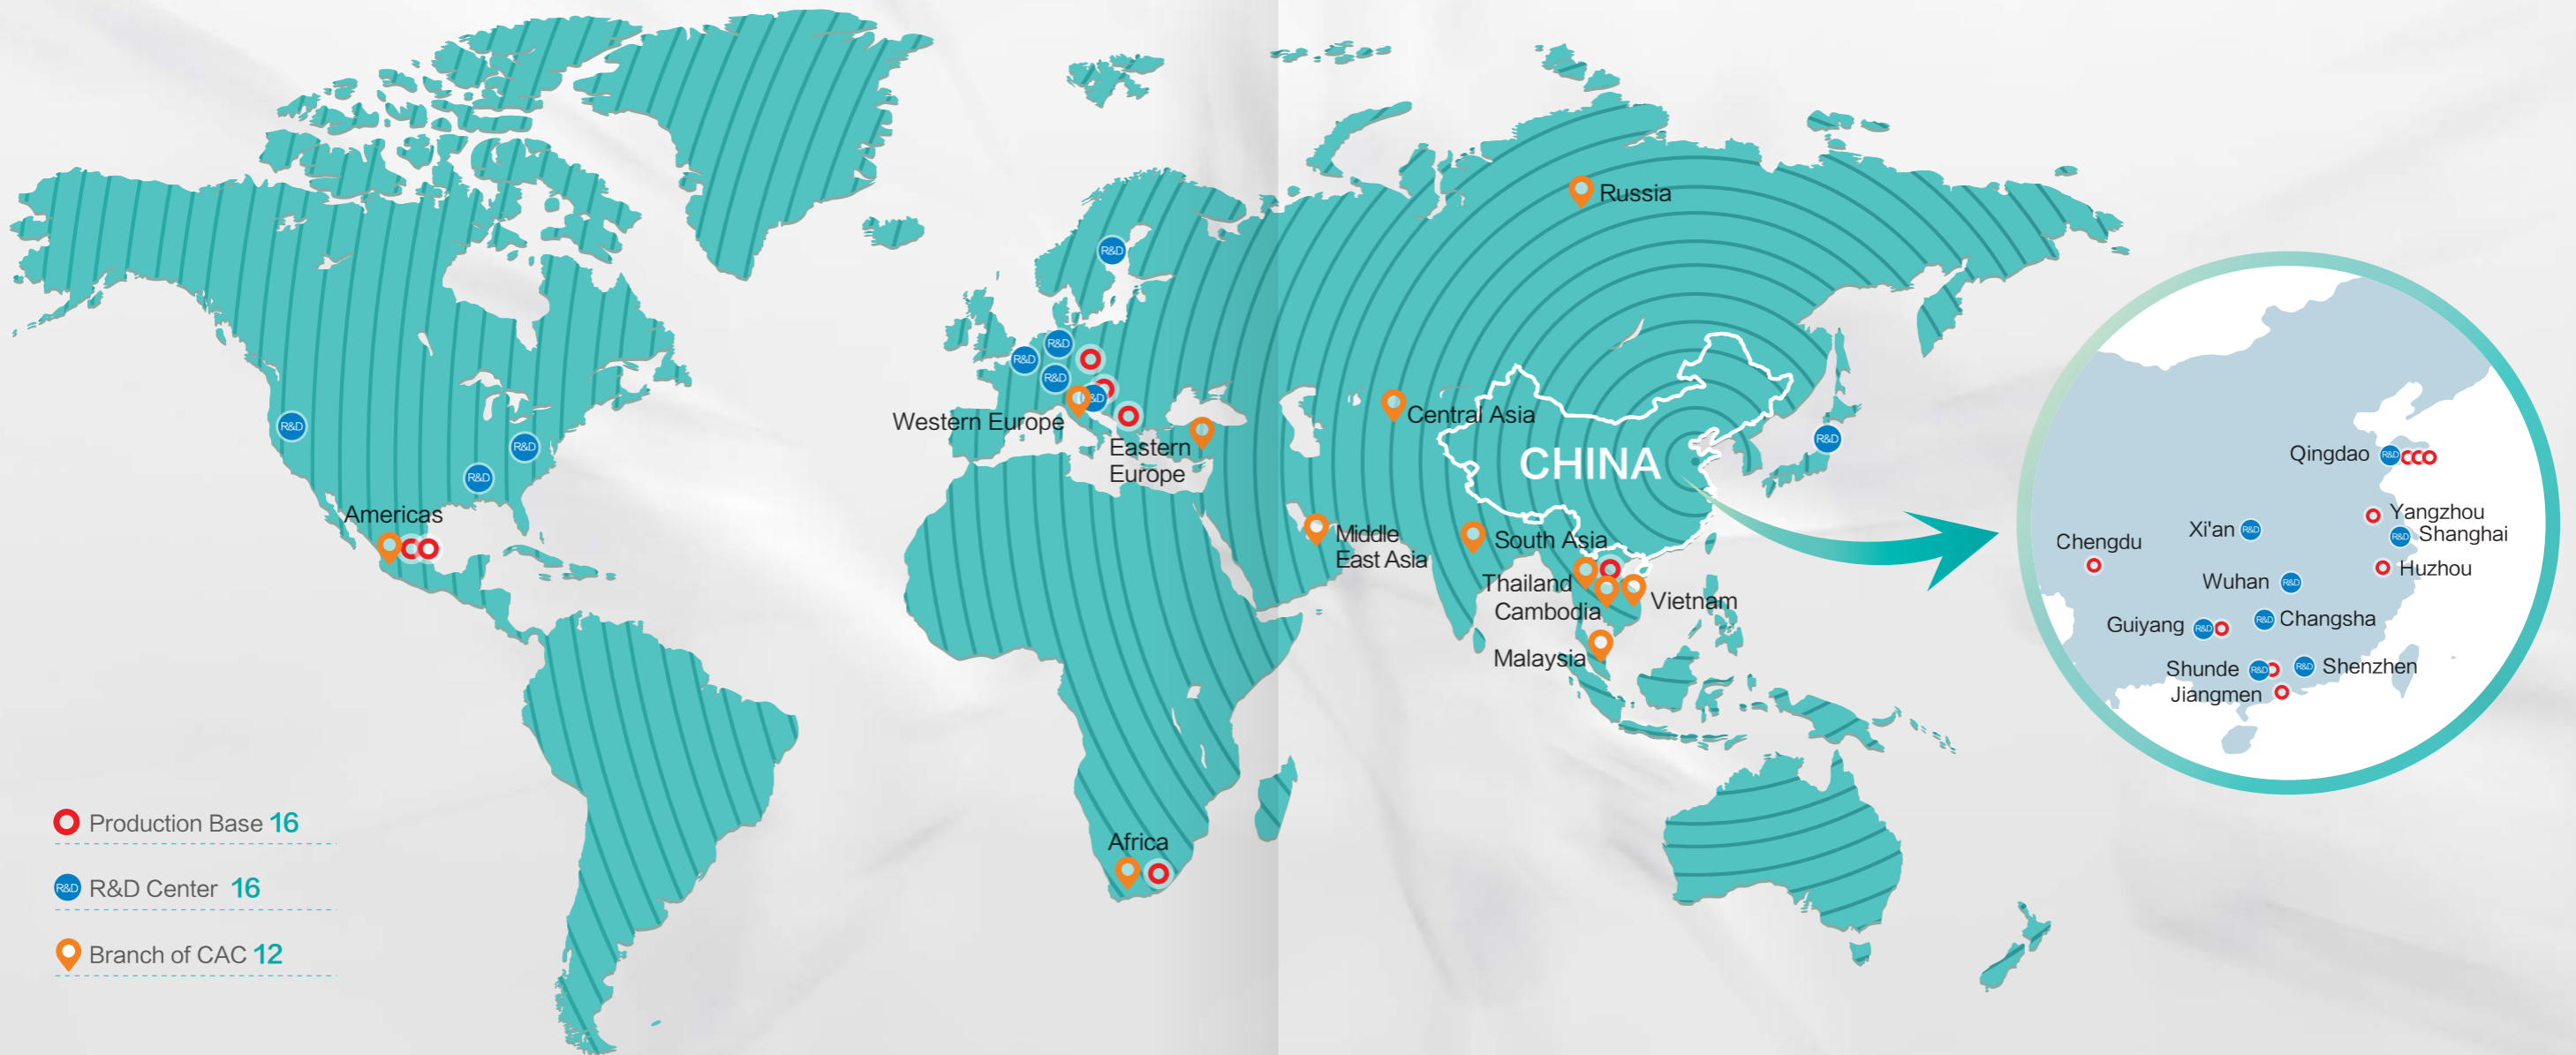 Russia
R&D
R&D
R&D
R&D
R&D
Western Europe
Eastern
Europe
Central Asia
CHINA
R&D
R&D
R&D
R&D
Americas
Middle
East Asia
South Asia
Thailand
Cambodia
Vietnam
Malaysia
Africa
Qingdao R&D
Yangzhou
Xi'an R&D
R&D Shanghai
Chengdu
Huzhou
Wuhan R&D
R&D Changsha
Guiyang R&D
Shunde R&D
R&D Shenzhen
Jiangmen
Production Base 16
R&D R&D Center 16
Branch of CAC 12